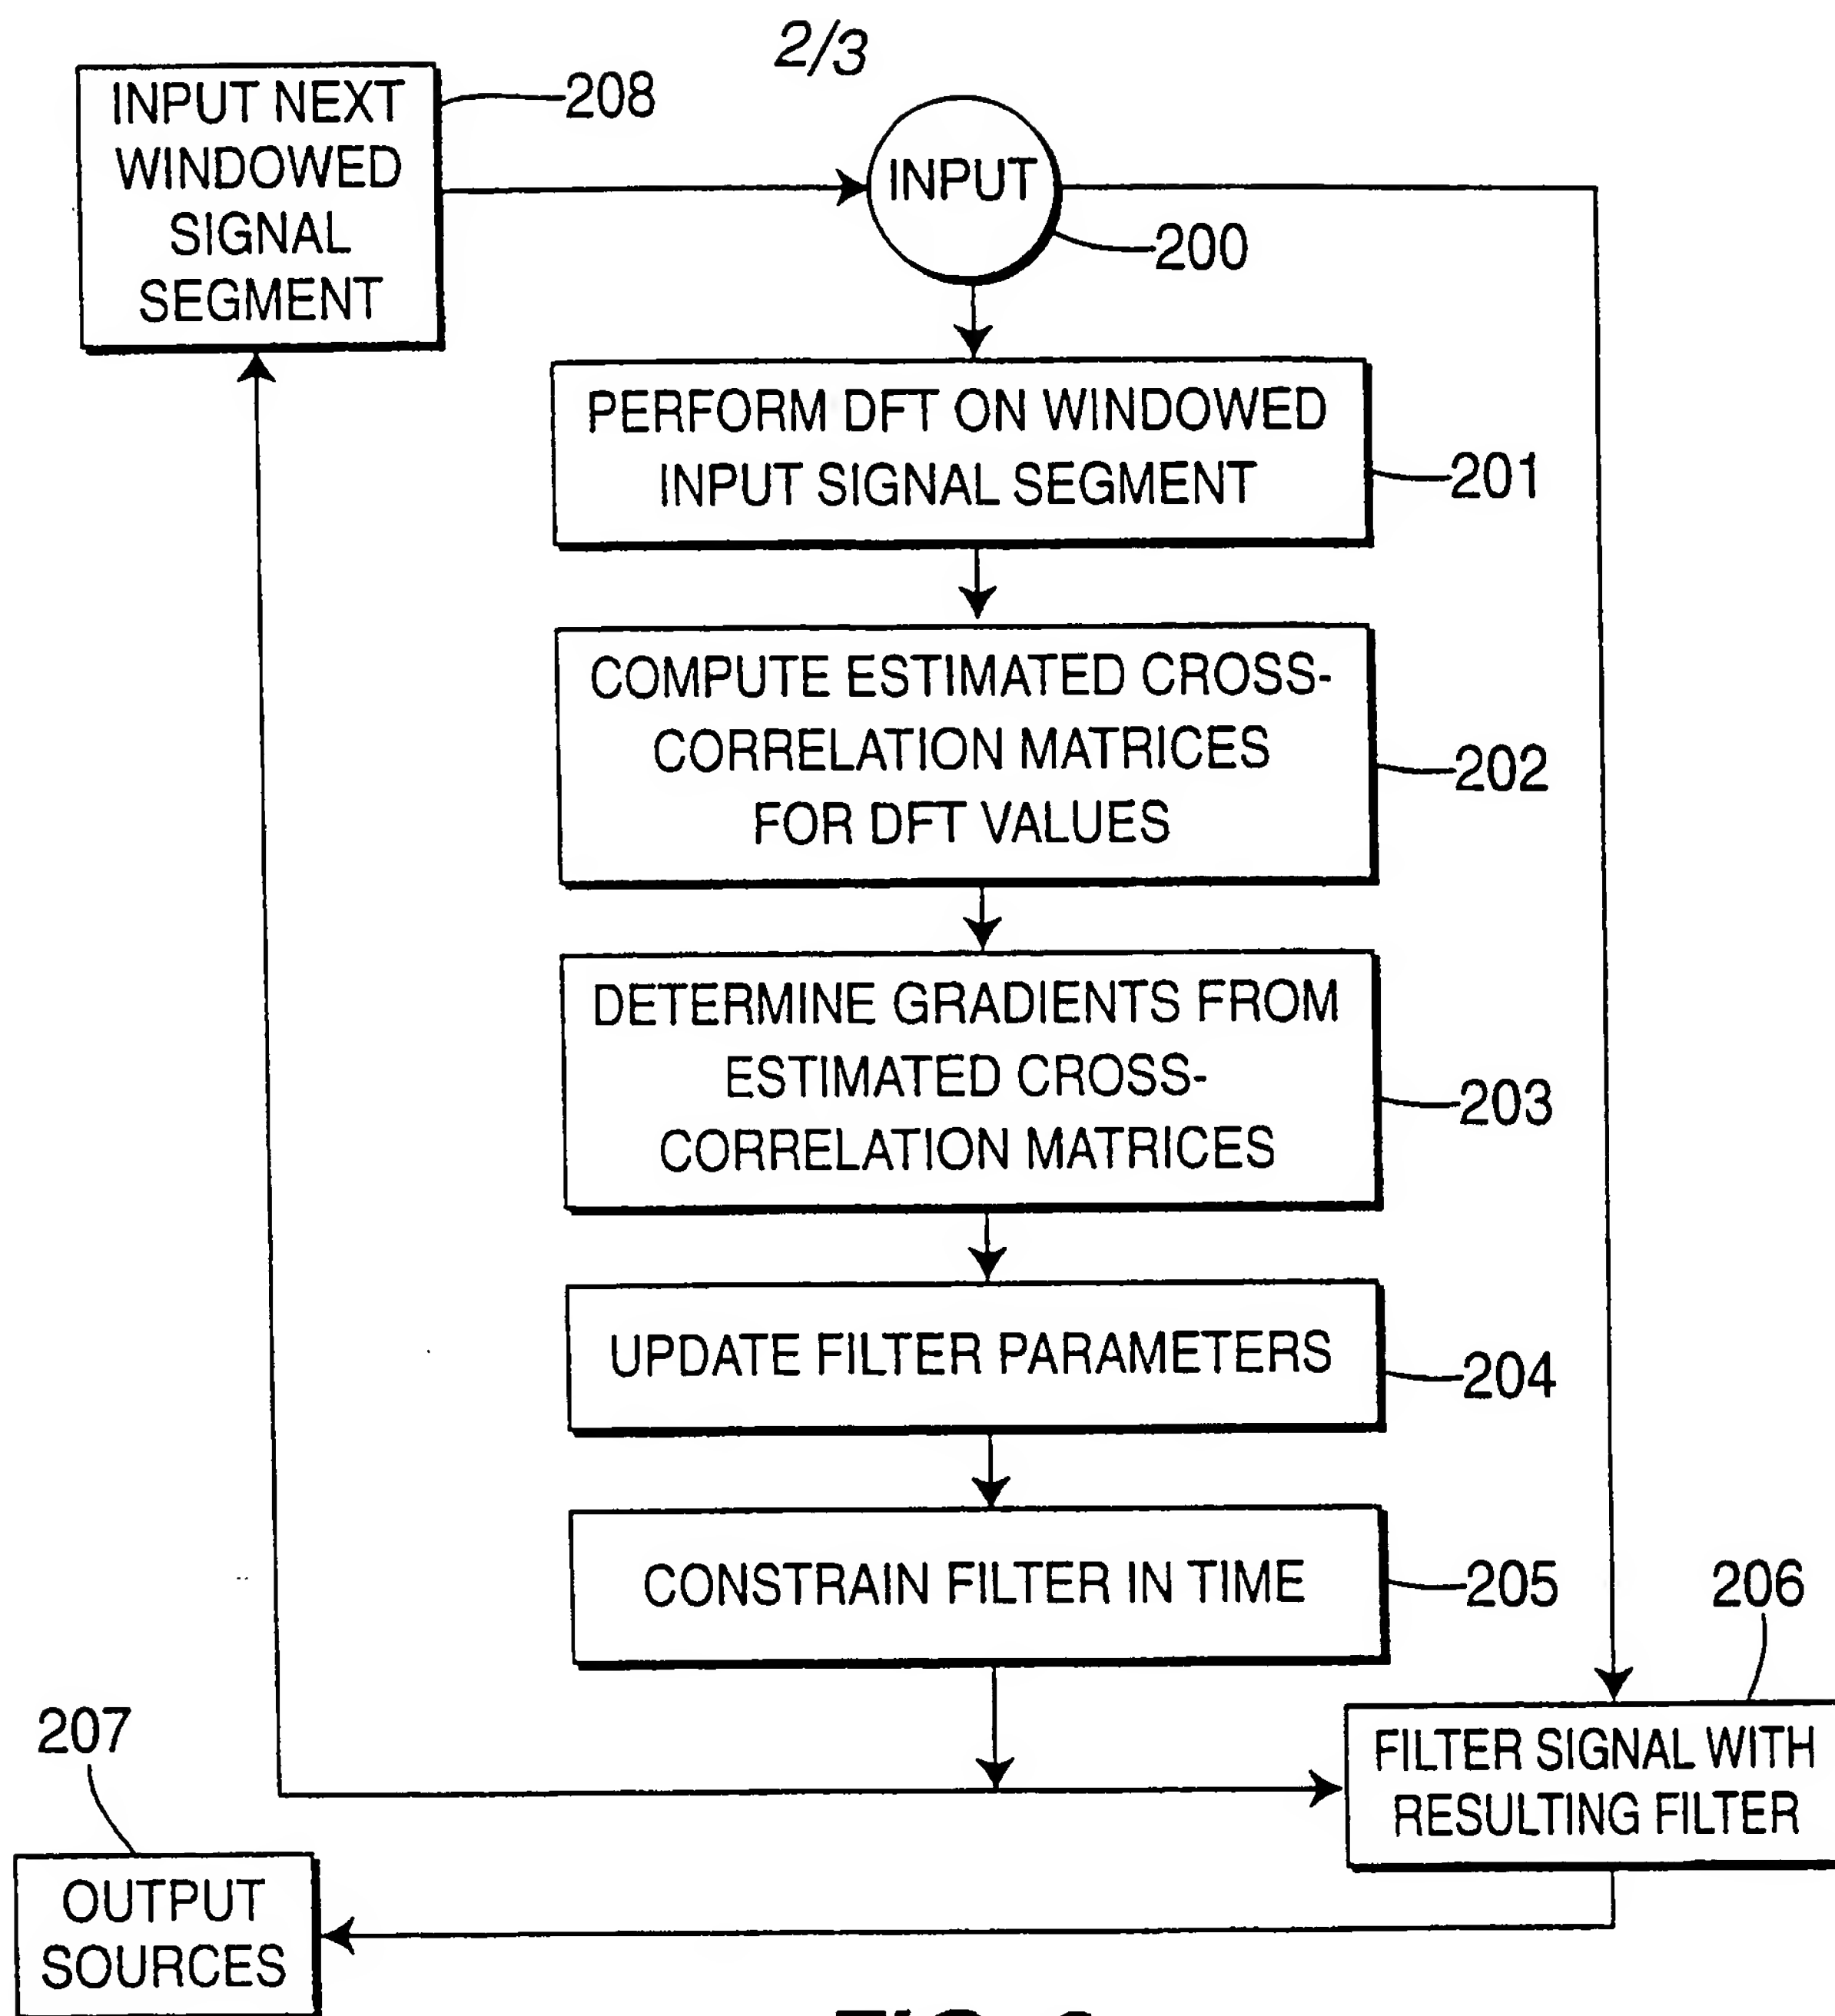 2/3
INPUT NEXT
WINDOWED
SIGNAL
SEGMENT
208
INPUT
200
PERFORM DFT ON WINDOWED
INPUT SIGNAL SEGMENT
201
COMPUTE ESTIMATED CROSS-
CORRELATION MATRICES
FOR DFT VALUES
202
DETERMINE GRADIENTS FROM
ESTIMATED CROSS-
CORRELATION MATRICES
203
UPDATE FILTER PARAMETERS
204
CONSTRAIN FILTER IN TIME
205
206
FILTER SIGNAL WITH
RESULTING FILTER
207
OUTPUT
SOURCES